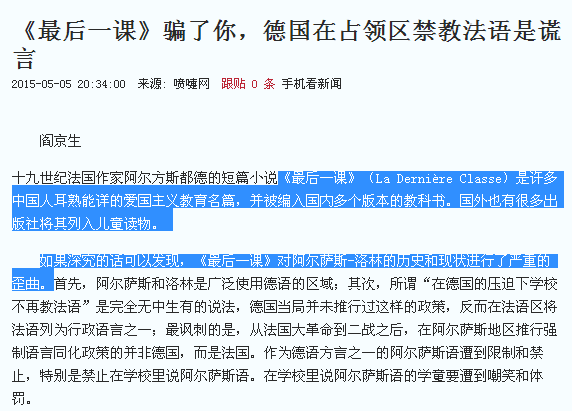 《最后一课》骗了你，德国在占领区禁教法语是谎
言
2015-05-05 20:34:00 来源: 喷嚏网 跟贴 0 条 手机看新闻
阎京生
十九世纪法国作家阿尔方斯都德的短篇小说《最后一课》（La Dernière Classe）是许多
中国人耳熟能详的爱国主义教育名篇，并被编入国内多个版本的教科书。国外也有很多出
版社将其列入儿童读物。
如果深究的话可以发现，《最后一课》对阿尔萨斯-洛林的历史和现状进行了严重的
歪曲。首先，阿尔萨斯和洛林是广泛使用德语的区域；其次，所谓“在德国的压迫下学校
不再教法语”是完全无中生有的说法，德国当局并未推行过这样的政策，反而在法语区将
法语列为行政语言之一；最讽刺的是，从法国大革命到二战之后，在阿尔萨斯地区推行强
制语言同化政策的并非德国，而是法国。作为德语方言之一的阿尔萨斯语遭到限制和禁
止，特别是禁止在学校里说阿尔萨斯语。在学校里说阿尔萨斯语的学童要遭到嘲笑和体
罚。